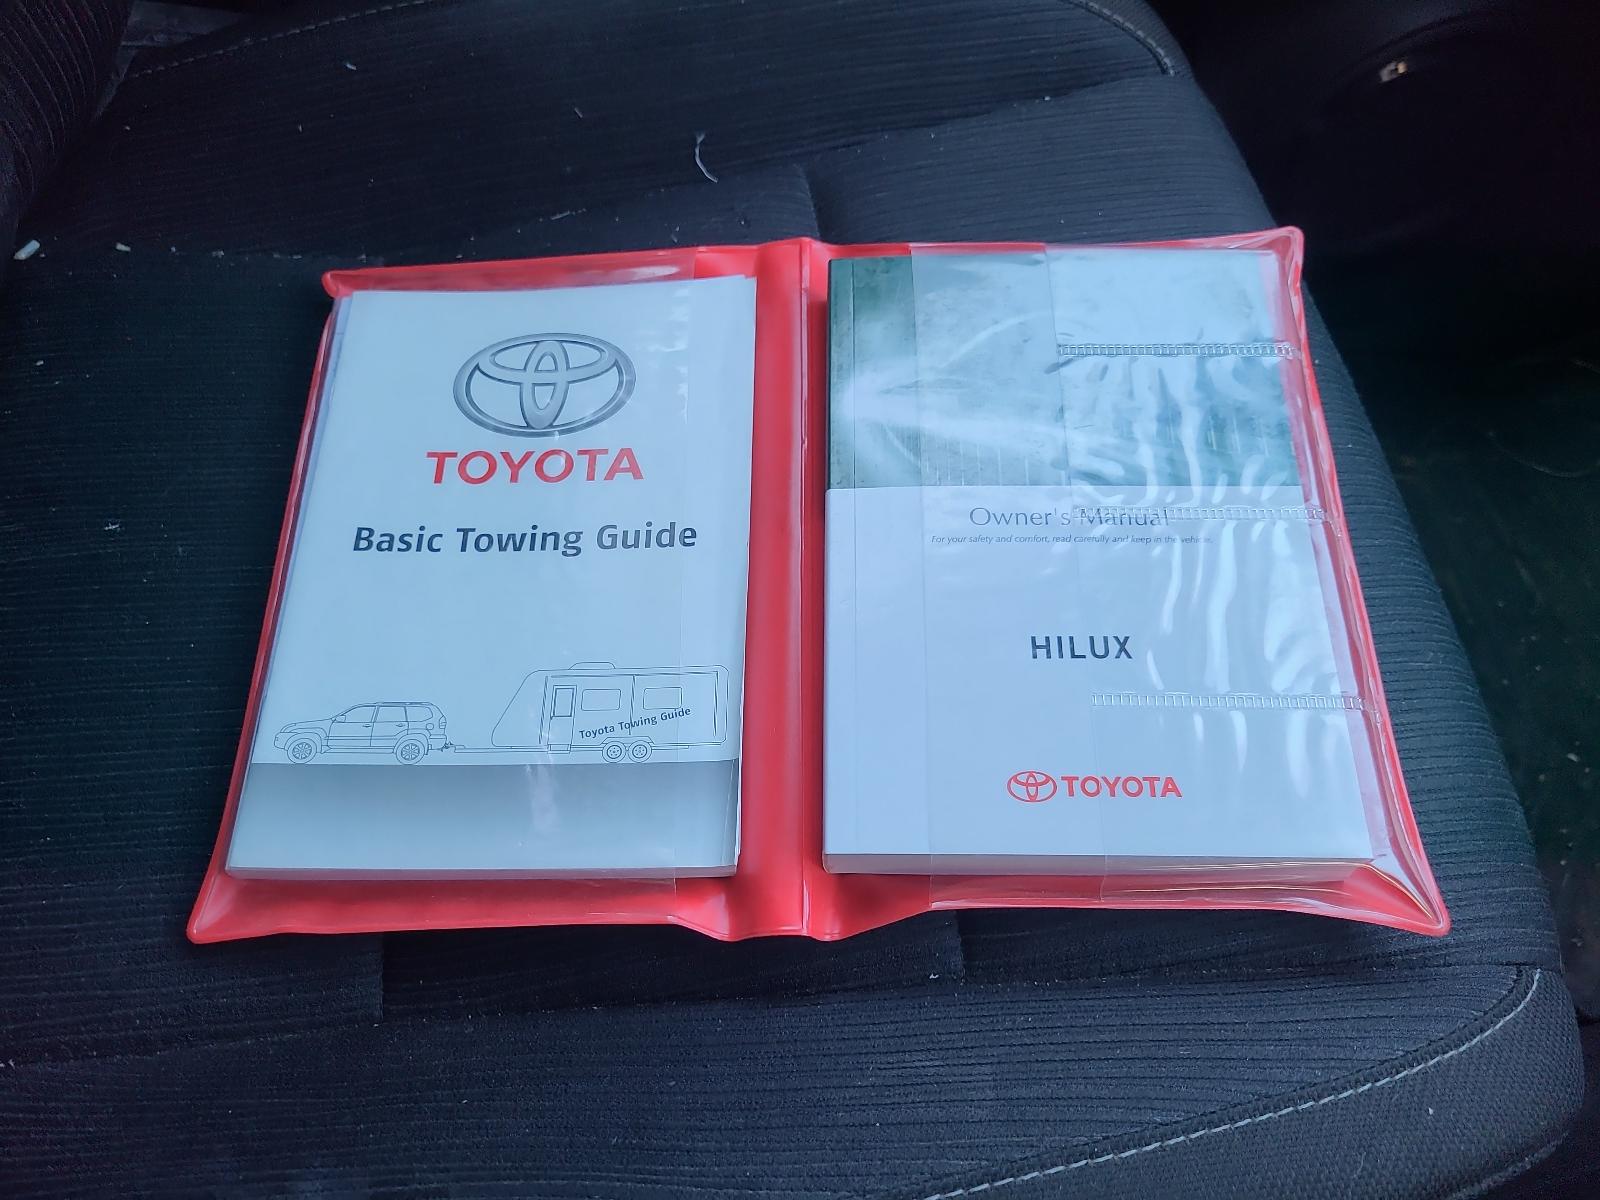 TOYOTA
Basic Towing Guide
Toyota Towing Guide
Owner's Manual
For your safety and comfort, read carefully and keep in the vehicle.
HILUX
TOYOTA